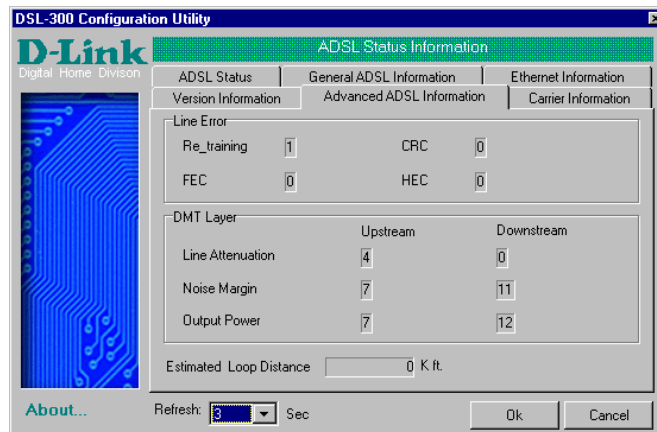 DSL-300 Configuration Utility
D-Link
Digital Home Divison
ADSL Status Information
ADSL Status General ADSL Information Ethernet Information
Version Information Advanced ADSL Information Carrier Information
Line Error
Re_training 1 CRC 0
FEC 0 HEC 0
DMT Layer
Upstream Downstream
Line Attenuation 4 0
Noise Margin 7 11
Output Power 7 12
Estimated Loop Distance 0 K ft.
About...
Refresh: 3 Sec
Ok Cancel